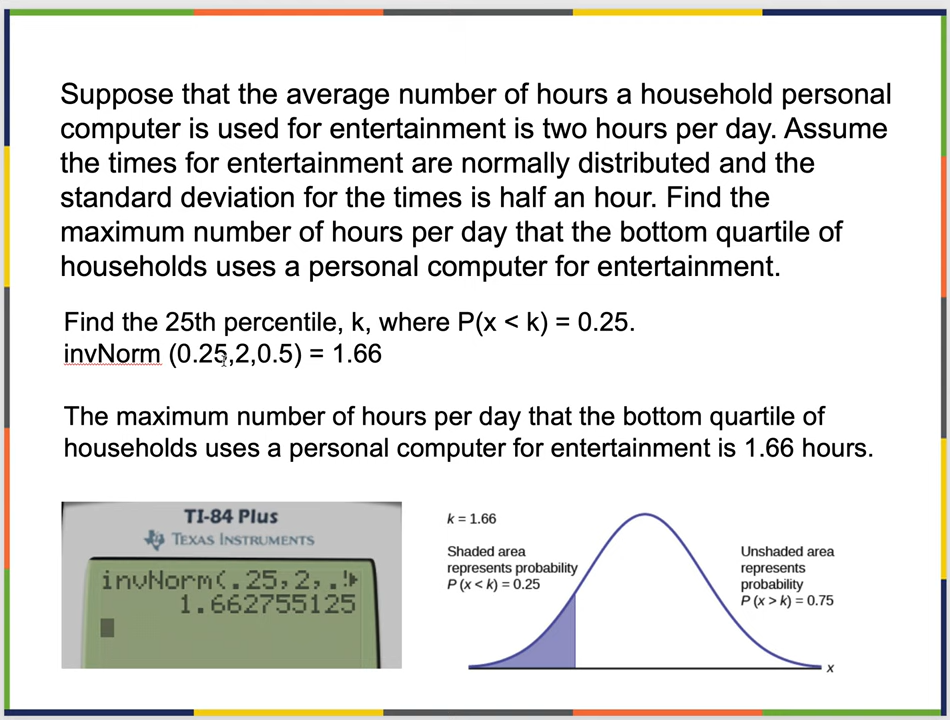 Suppose that the average number of hours a household personal
computer is used for entertainment is two hours per day. Assume
the times for entertainment are normally distributed and the
standard deviation for the times is half an hour. Find the
maximum number of hours per day that the bottom quartile of
households uses a personal computer for entertainment.
Find the 25th percentile, k, where P(x < k) = 0.25.
invNorm (0.25,2,0.5) = 1.66
The maximum number of hours per day that the bottom quartile of
households uses a personal computer for entertainment is 1.66 hours.
TI-84 Plus
TEXAS INSTRUMENTS
invNorm(.25,2,.
1.662755125
k = 1.66
Shaded area
represents probability
P (x < k) = 0.25
Unshaded area
represents
probability
P (x > k) = 0.75
x